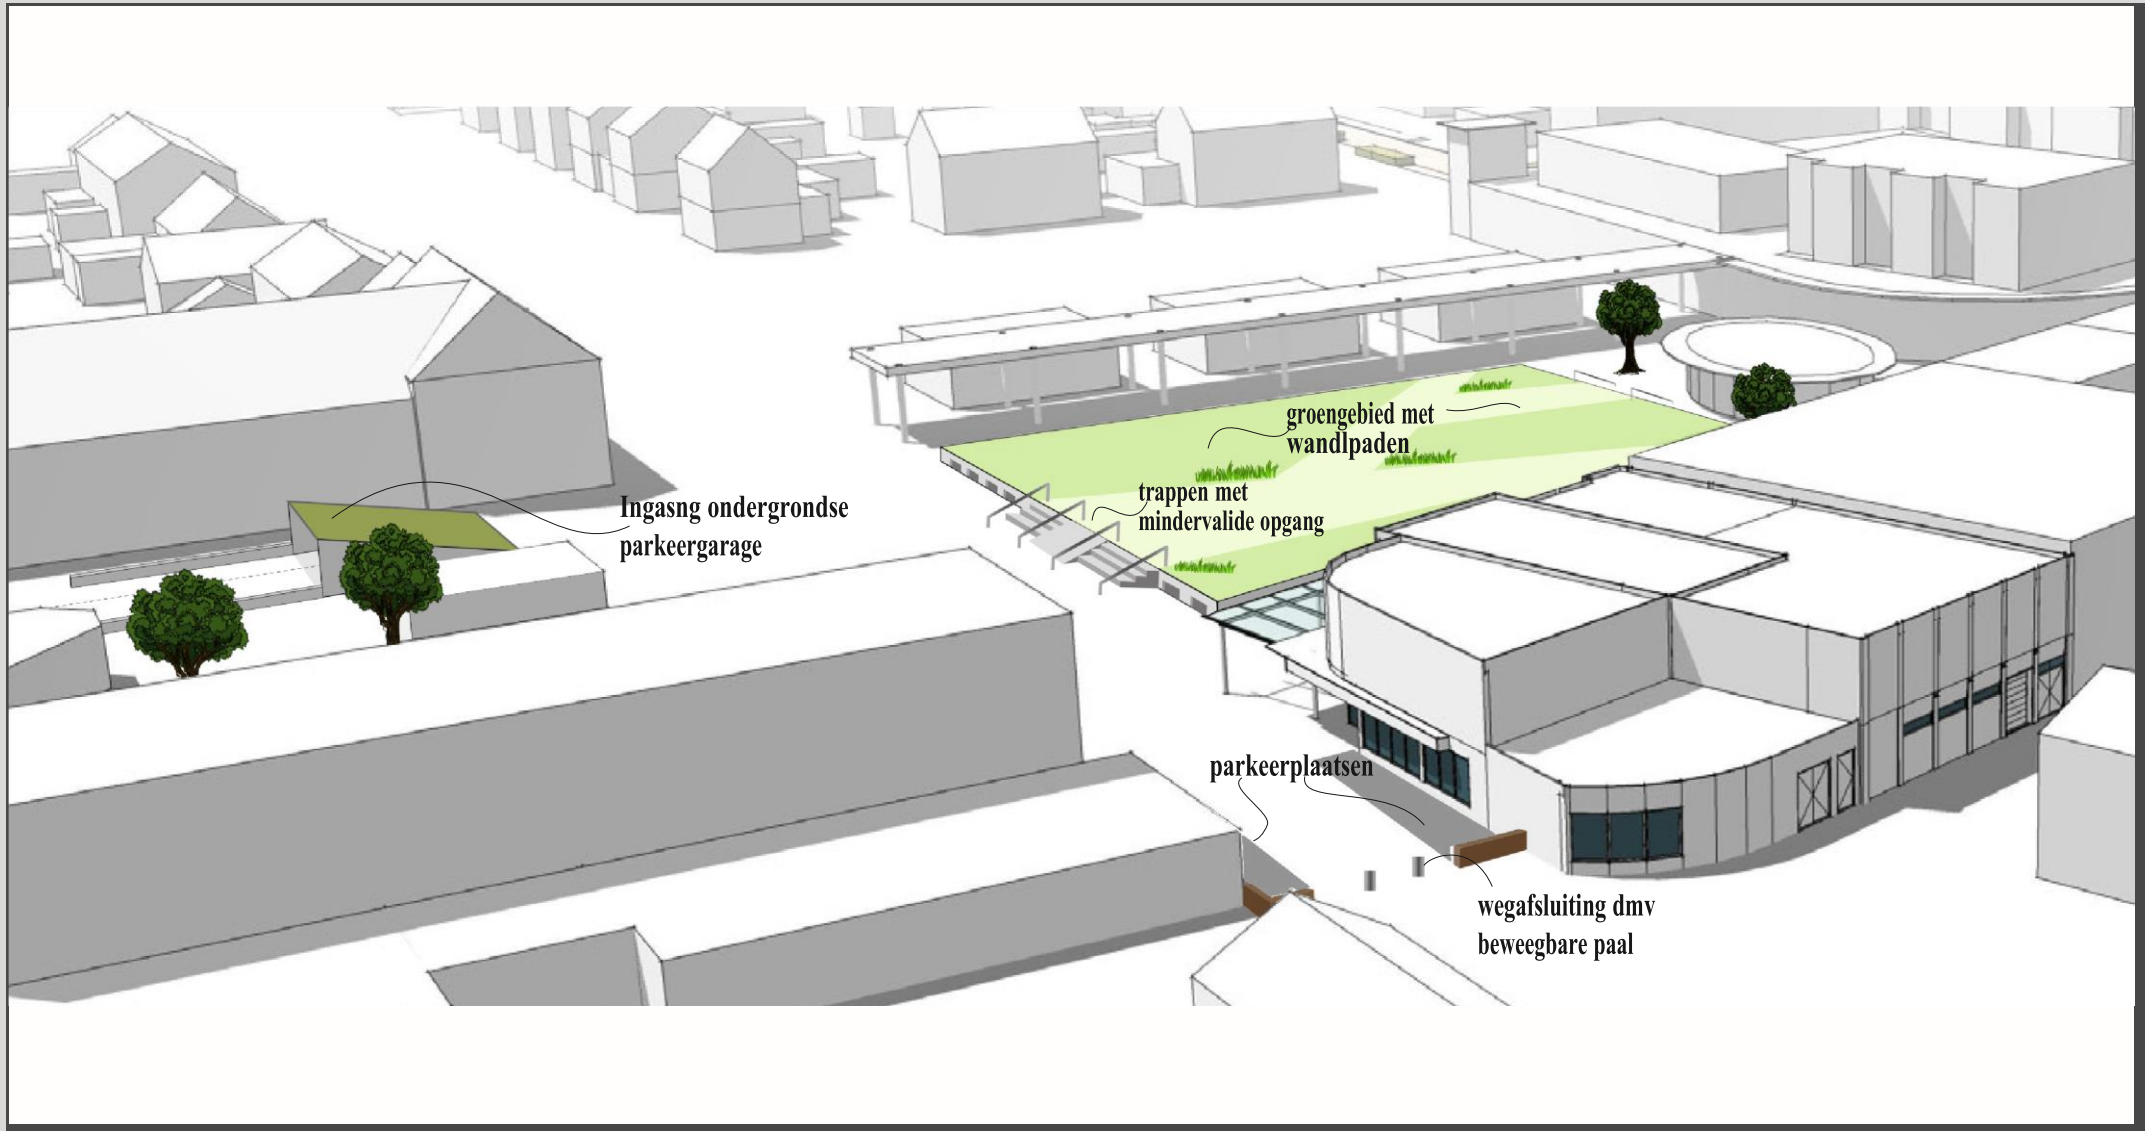 groengebied met
wandlpaden
trappen met
mindervalide opgang
Ingasng ondergrondse
parkeergarage
parkeerplaatsen
wegafsluiting dmv
beweegbare paal